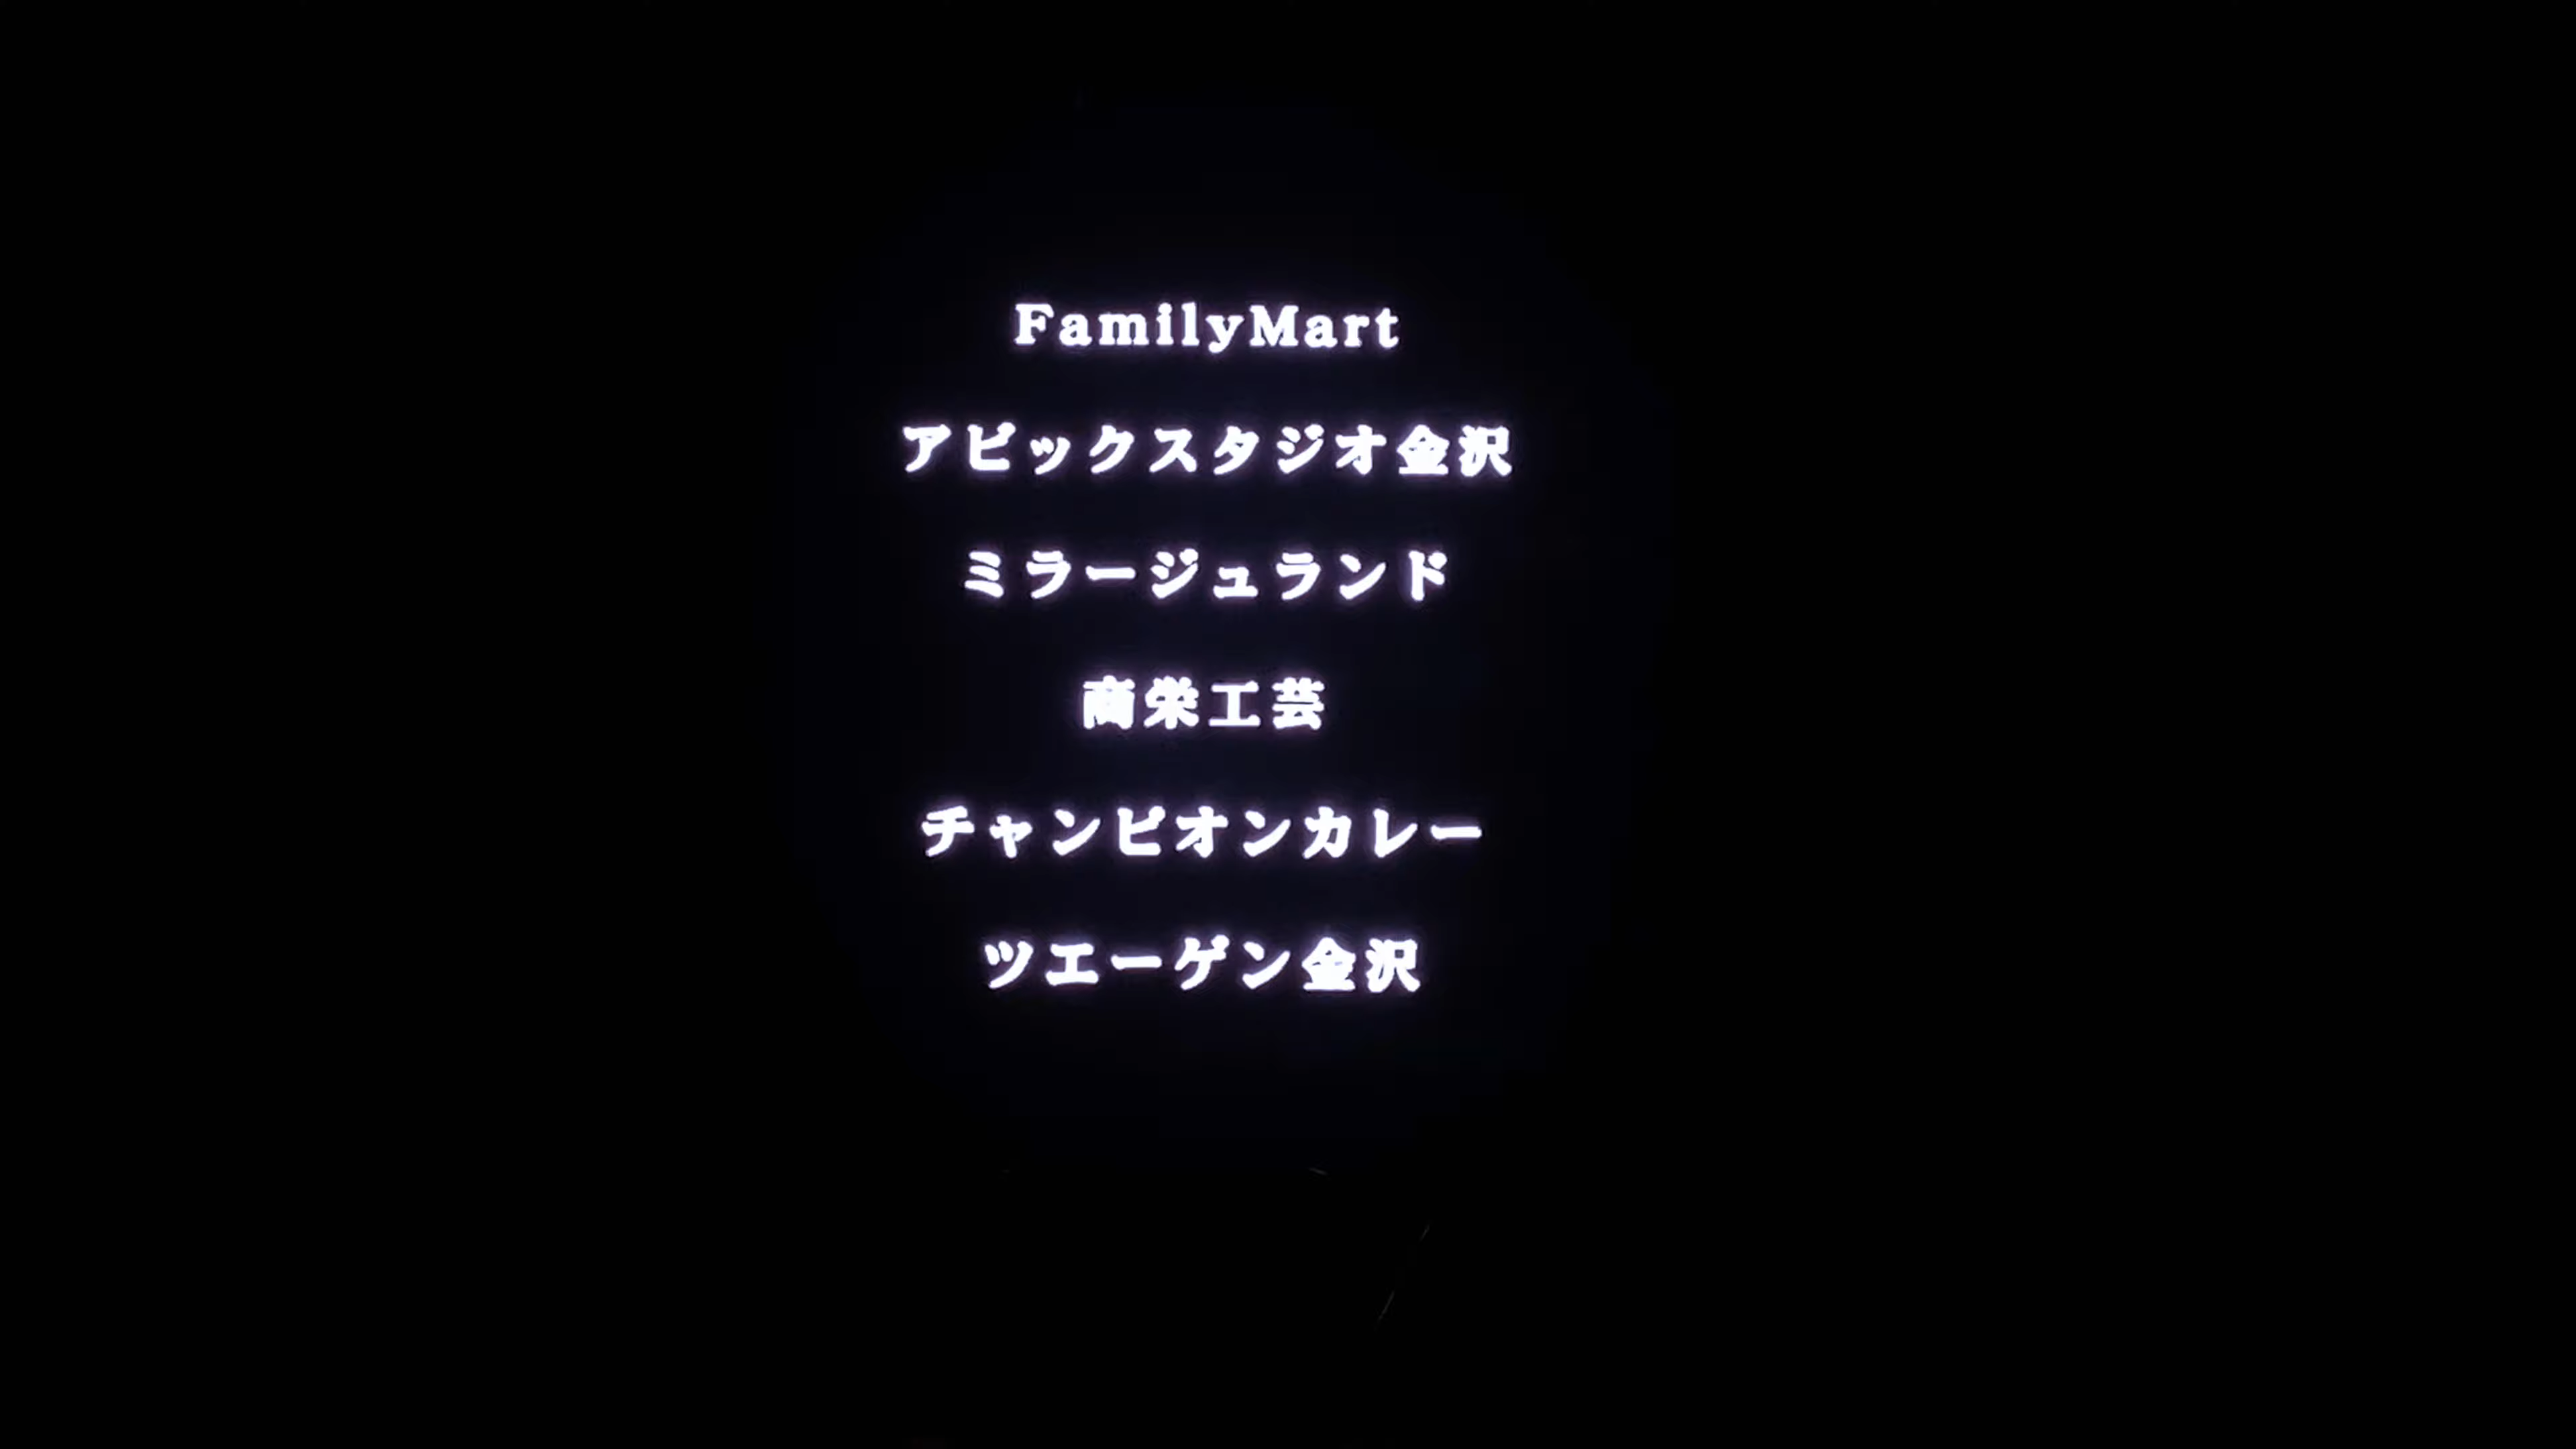 FamilyMart
アピックスタジオ金沢
ミラージュランド
商栄工芸
チャンピオンカレー
ツエーゲン金沢